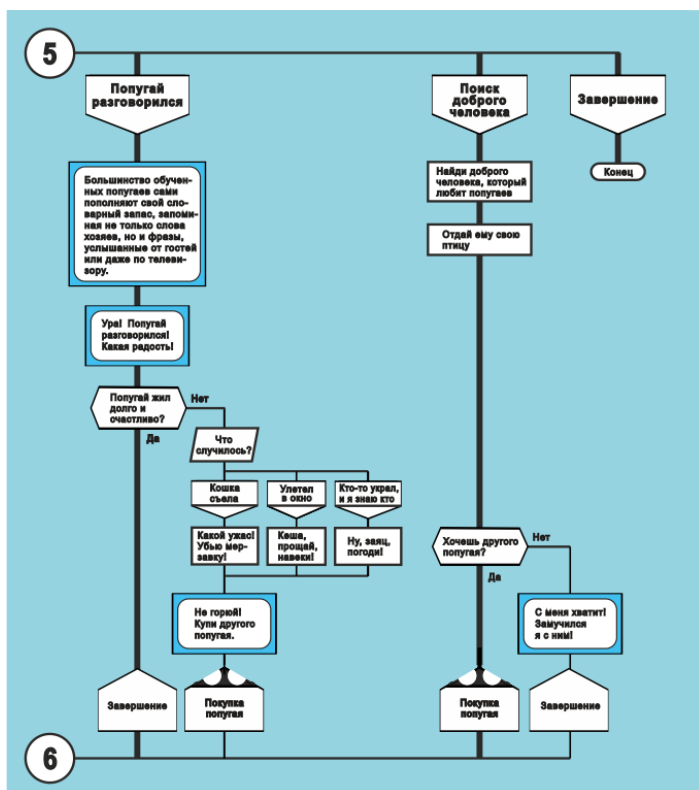 5
Попугай
разговорился
Большинство обучен-
ных попугаев сами
пополняют свой сло-
варный запас, запоми-
ная не только слова
хозяев, но и фразы,
услышанные от гостей
или даже по телеви-
зору.
Ура! Попугай
разговорился!
Какая радость!
Попугай жил
долго и
счастливо?
Нет
Да
Что
случилось?
Кошка
съела
Улетел
в окно
Кто-то украл,
и я знаю кто
Какой ужас!
Убью мер-
завку!
Кеша,
прощай,
навеки!
Ну, заяц,
погоди!
Не горюй!
Купи другого
попугая.
Завершение
Покупка
попугая
Поиск
доброго
человека
Найди доброго
человека, который
любит попугаев
Отдай ему свою
птицу
Хочешь другого
попугая?
Нет
Да
С меня хватит!
Замучился
я с ним!
Покупка
попугая
Завершение
Завершение
Конец
6